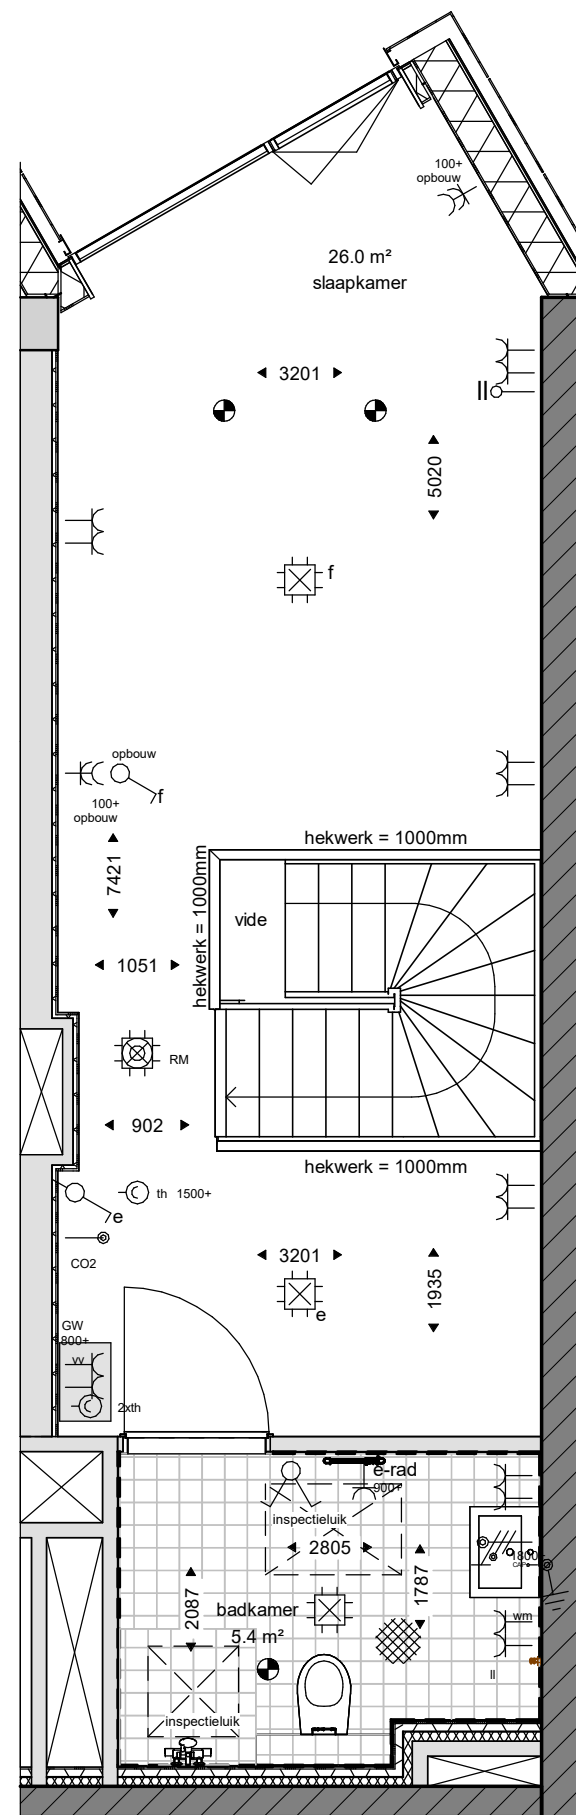 100+
opbouw
26.0 m²
slaapkamer
3201
5020
f
opbouw
f
100+
opbouw
hekwerk = 1000mm
7421
hekwerk = 1000mm
vide
1051
RM
902
hekwerk = 1000mm
e
th 1500+
CO2
3201
1935
e
GW
800+
vv
2xth
e-rad
900+
inspectieluik
2805
1800+
CAP
2087
1787
badkamer
5.4 m²
wm
inspectieluik